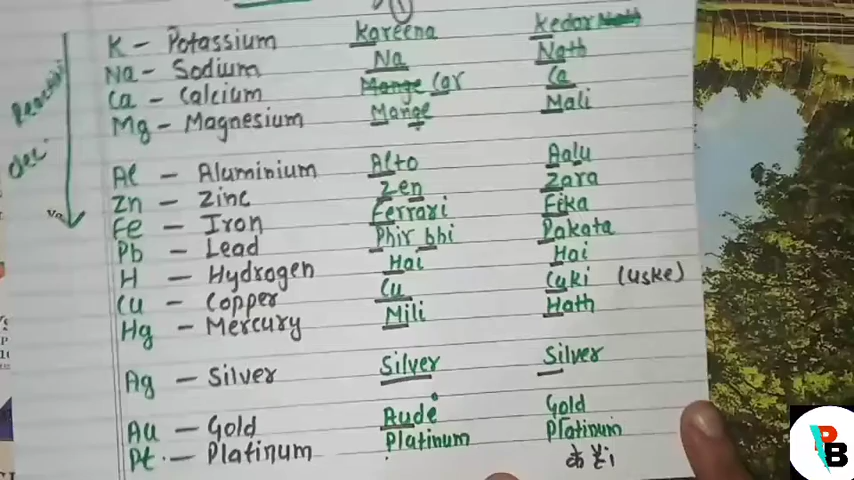 K - Potassium Kareena Kedar Nath
Na - Sodium Na Nath
Ca - Calcium Mange Car Ca
Mg - Magnesium Mange Mali
Al - Aluminium Alto Aalu
Zn - Zinc Zen Zara
Fe - Iron Ferrari Fika
Pb - Lead Phir bhi Pakata
H - Hydrogen Hai Hai
Cu - Copper Cu Cuki (uske)
Hg - Mercury Mili Hath
Ag - Silver Silver Silver
Au - Gold Aude Gold
Pt - Platinum Platinum Platinum
PB